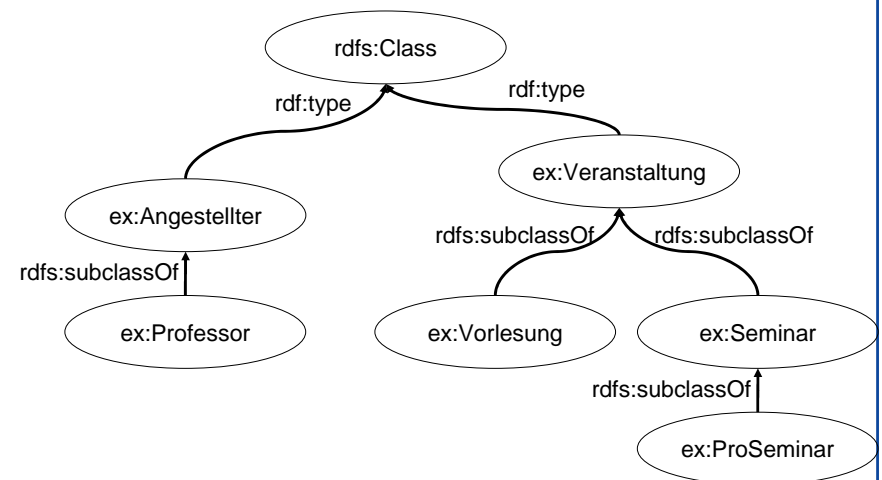 rdfs:Class
rdf:type
rdf:type
ex:Veranstaltung
ex:Angestellter
rdfs:subclassOf
rdfs:subclassOf
rdfs:subclassOf
ex:Professor
ex:Vorlesung
ex:Seminar
rdfs:subclassOf
ex:ProSeminar